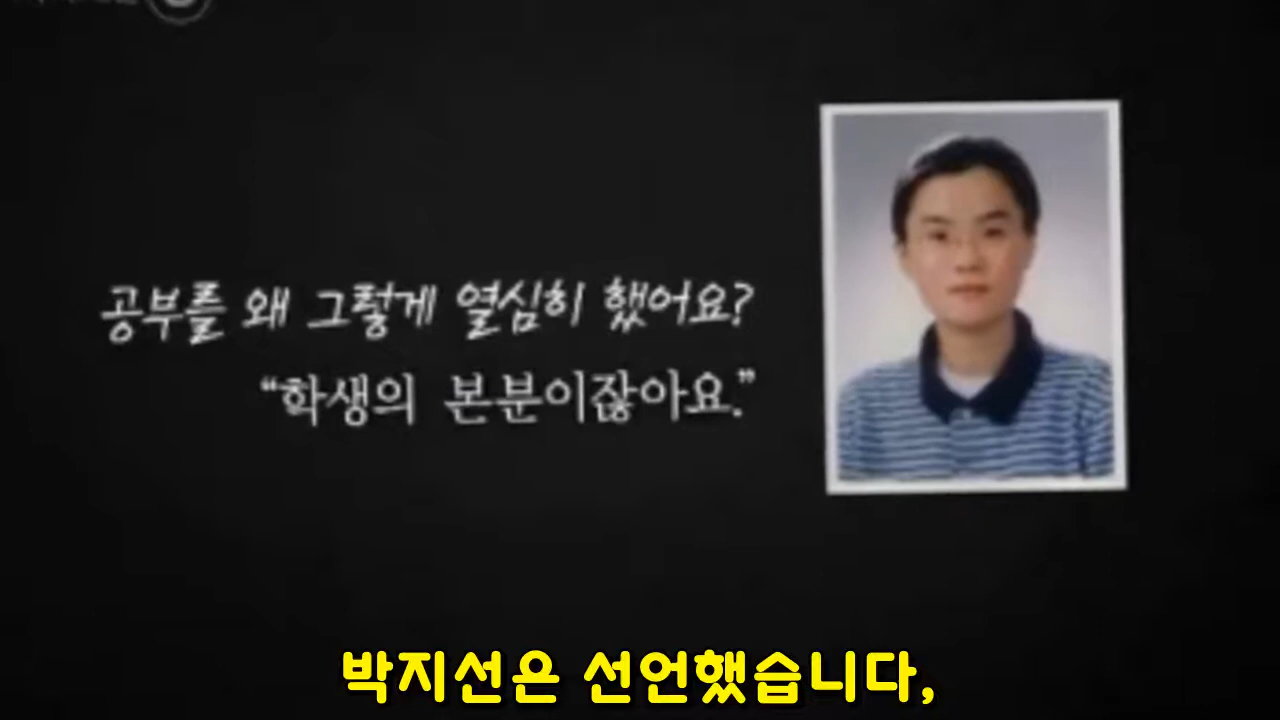 공부를 왜 그렇게 열심히 했어요?
“학생의 본분이잖아요.”
박지선은 선언했습니다,